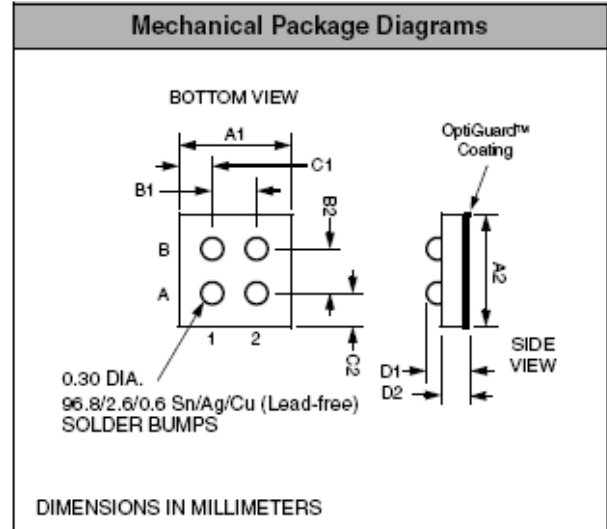 Mechanical Package Diagrams
BOTTOM VIEW
OptiGuard™
Coating
A1
C1
B1
B2
B
A
A2
1 2
C2
SIDE
VIEW
D1
D2
0.30 DIA.
96.8/2.6/0.6 Sn/Ag/Cu (Lead-free)
SOLDER BUMPS
DIMENSIONS IN MILLIMETERS